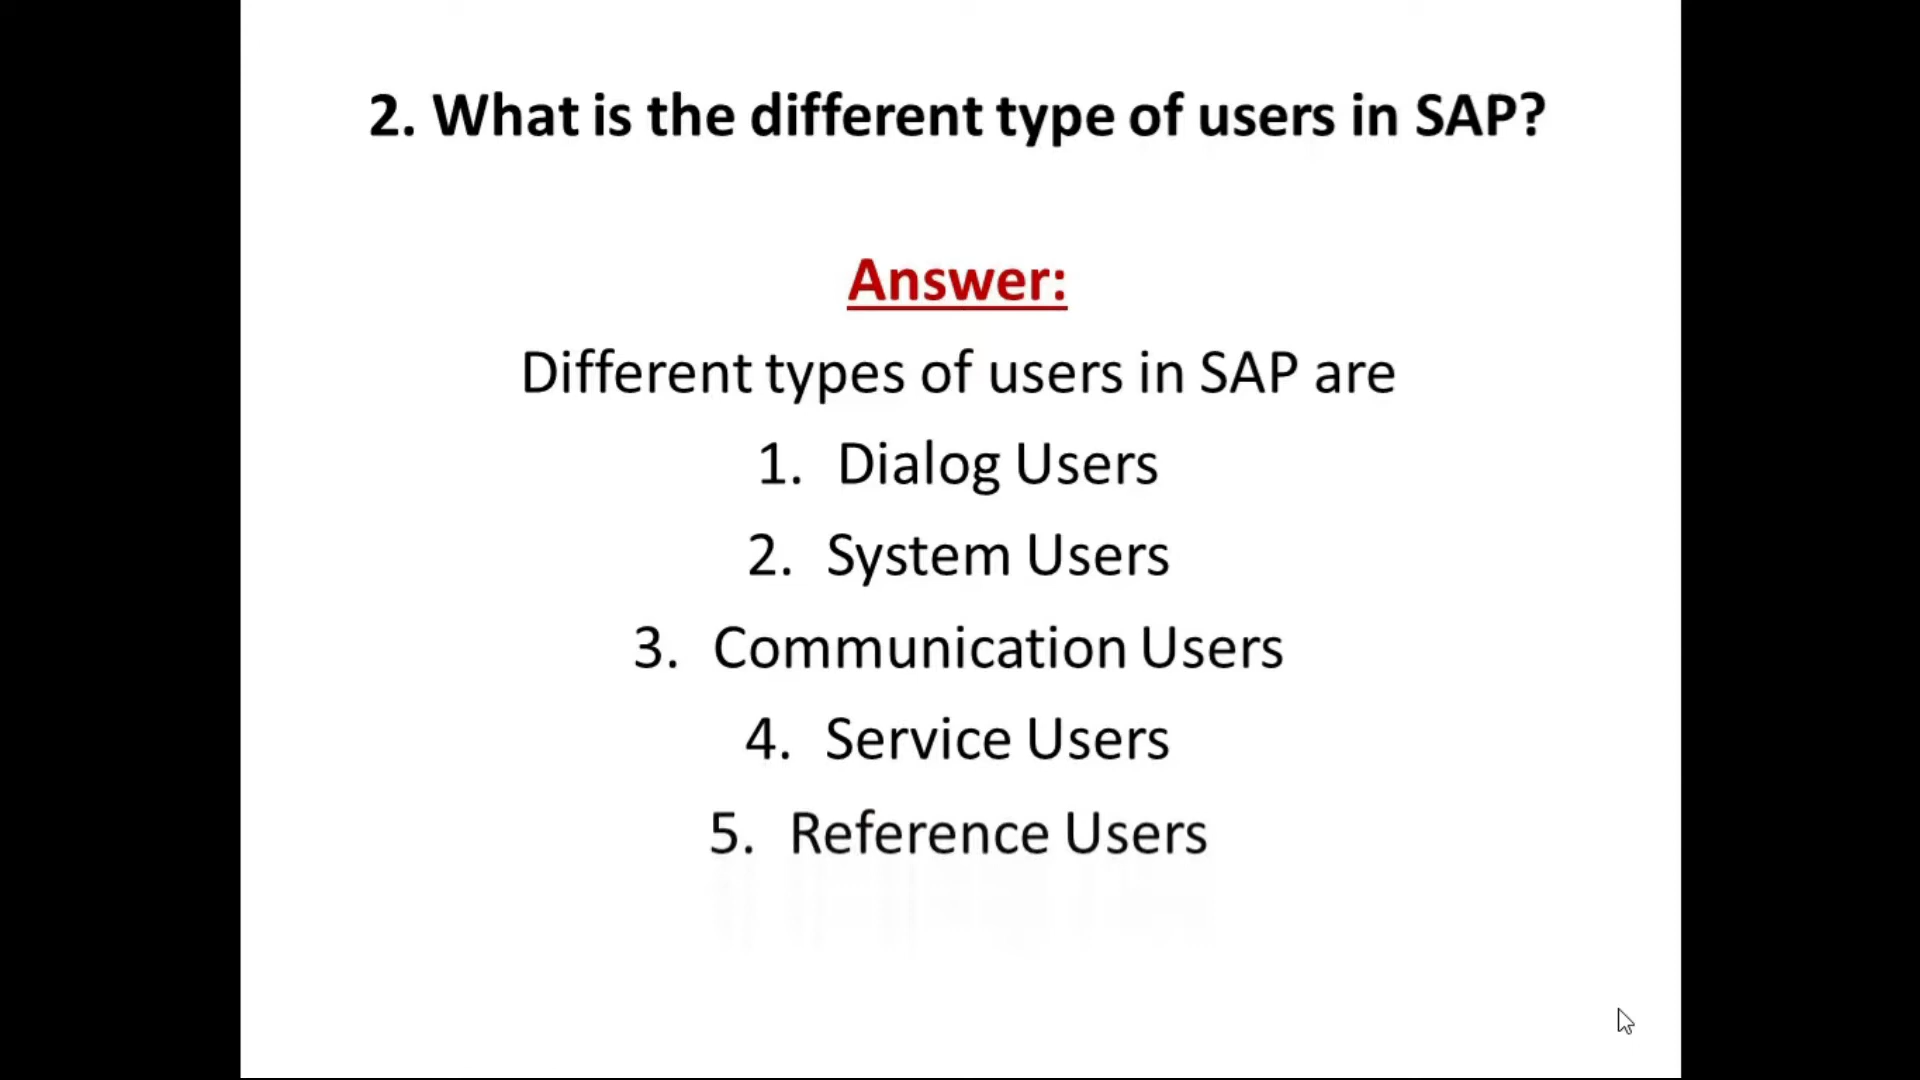 2. What is the different type of users in SAP?
Answer:
Different types of users in SAP are
1. Dialog Users
2. System Users
3. Communication Users
4. Service Users
5. Reference Users